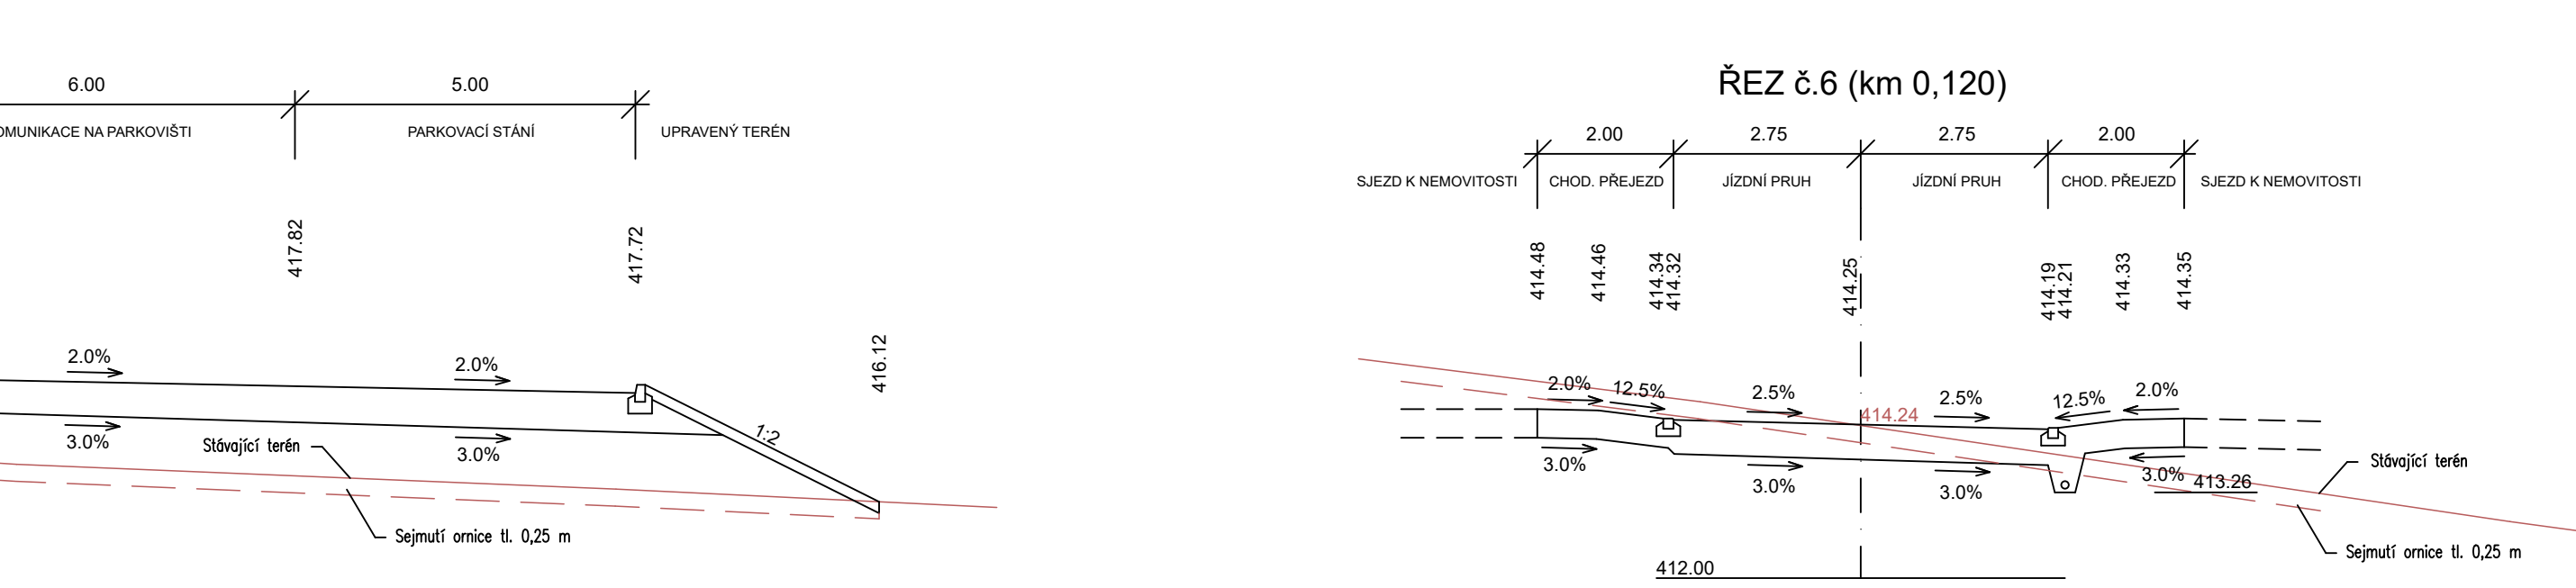 6.00
5.00
OMUNIKACE NA PARKOVIŠTI
PARKOVACÍ STÁNÍ
UPRAVENÝ TERÉN
417.82
417.72
416.12
2.0%
2.0%
1:2
3.0%
3.0%
Stávající terén
Sejmutí ornice tl. 0,25 m
ŘEZ č.6 (km 0,120)
2.00
2.75
2.75
2.00
SJEZD K NEMOVITOSTI
CHOD. PŘEJEZD
JÍZDNÍ PRUH
JÍZDNÍ PRUH
CHOD. PŘEJEZD
SJEZD K NEMOVITOSTI
414.48
414.46
414.34
414.32
414.25
414.19
414.21
414.33
414.35
2.0%
12.5%
2.5%
414.24
2.5%
12.5%
2.0%
3.0%
3.0%
3.0%
3.0%
413.26
Stávající terén
Sejmutí ornice tl. 0,25 m
412.00